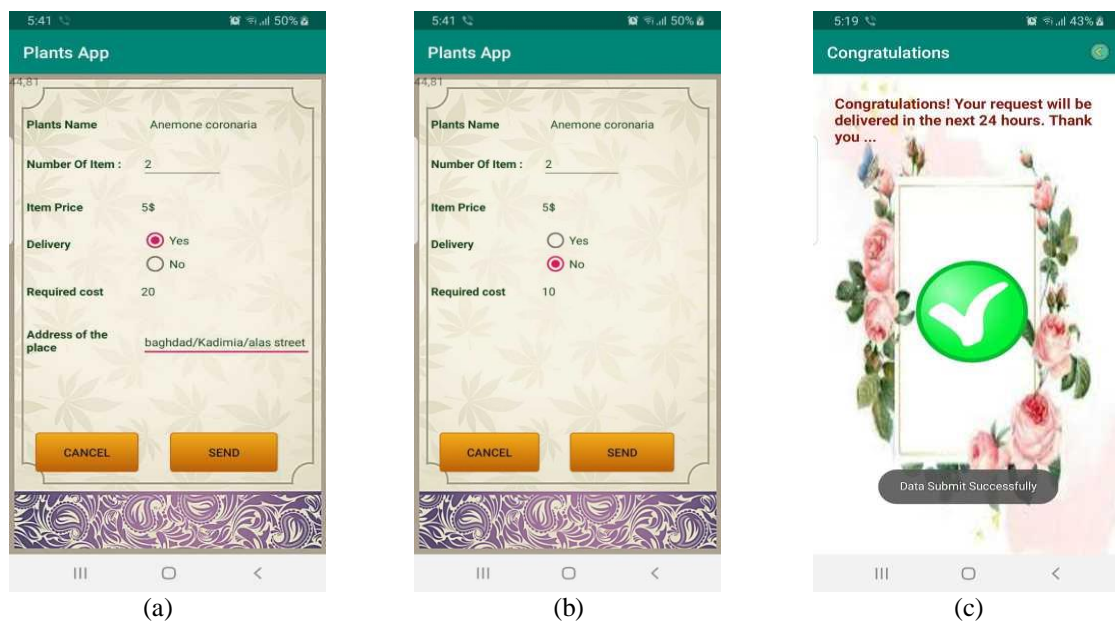 5:41
50%
Plants App
44,81
Plants Name Anemone coronaria
Number Of Item : 2
Item Price 5$
Delivery Yes
No
Required cost 20
Address of the
place baghdad/Kadimia/alas street
CANCEL SEND
(a)
5:41
50%
Plants App
44,81
Plants Name Anemone coronaria
Number Of Item : 2
Item Price 5$
Delivery Yes
No
Required cost 10
CANCEL SEND
(b)
5:19
43%
Congratulations
Congratulations! Your request will be
delivered in the next 24 hours. Thank
you ...
Data Submit Successfully
(c)